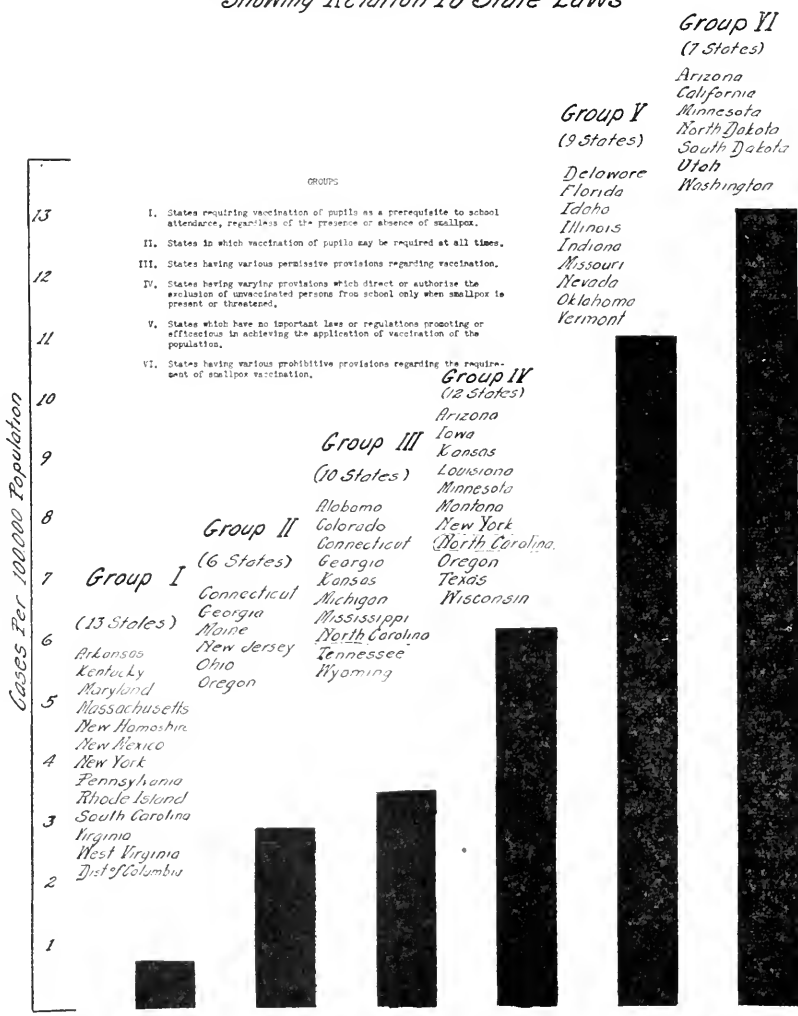 Showing Relation To State Laws
Group VI
(7 States)
Arizona
California
Minnesota
North Dakota
South Dakota
Utah
Washington
Group V
(9 States)
Delaware
Florida
Idaho
Illinois
Indiana
Missouri
Nevada
Oklahoma
Vermont
GROUPS
I. States requiring vaccination of pupils as a prerequisite to school
attendance, regardless of the presence or absence of smallpox.
II. States in which vaccination of pupils may be required at all times.
III. States having various permissive provisions regarding vaccination.
IV. States having varying provisions which direct or authorise the
exclusion of unvaccinated persons from school only when smallpox is
present or threatened.
V. States which have no important laws or regulations promoting or
efficacious in achieving the application of vaccination of the
population.
VI. States having various prohibitive provisions regarding the require-
ment of smallpox vaccination.
Group IV
(12 States)
Arizona
Iowa
Kansas
Louisiana
Minnesota
Montana
New York
North Carolina
Oregon
Texas
Wisconsin
Group III
(10 States)
Alabama
Colorado
Connecticut
Georgia
Kansas
Michigan
Mississippi
North Carolina
Tennessee
Wyoming
Group II
(6 States)
Connecticut
Georgia
Maine
New Jersey
Ohio
Oregon
Group I
(13 States)
Arkansas
Kentucky
Maryland
Massachusetts
New Hampshire
New Mexico
New York
Pennsylvania
Rhode Island
South Carolina
Virginia
West Virginia
Dist of Columbia
Cases Per 100,000 Population
13
12
11
10
9
8
7
6
5
4
3
2
1